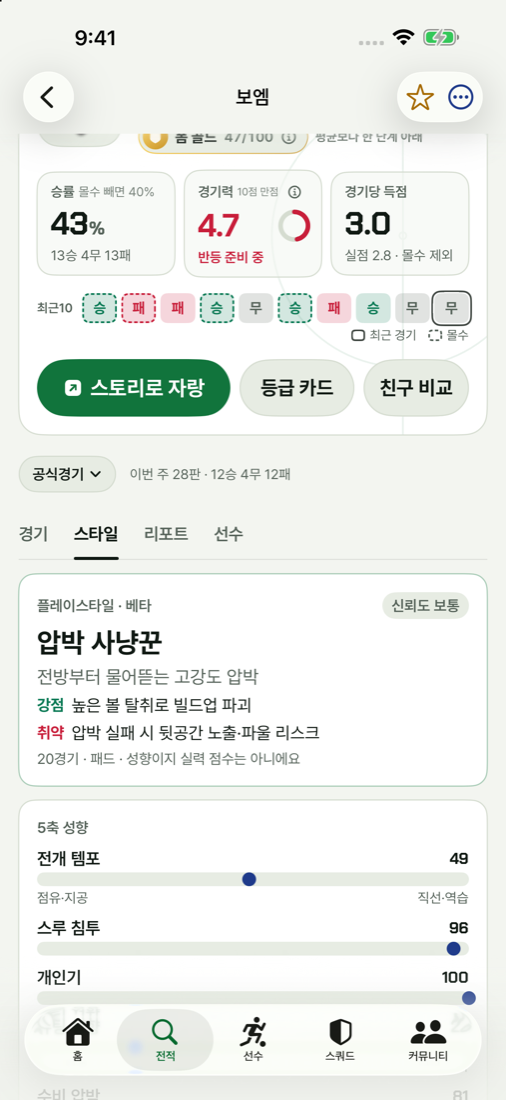 9:41
보엠
홈 골드 47/100 평균보다 한 단계 아래
승률 몰수 빼면 40%
43%
13승 4무 13패
경기력 10점 만점
4.7
반등 준비 중
경기당 득점
3.0
실점 2.8 · 몰수 제외
최근10 승 패 패 승 무 승 패 승 무 무
최근 경기 몰수
스토리로 자랑 등급 카드 친구 비교
공식경기 이번 주 28판 · 12승 4무 12패
경기 스타일 리포트 선수
플레이스타일 · 베타 신뢰도 보통
압박 사냥꾼
전방부터 물어뜯는 고강도 압박
강점 높은 볼 탈취로 빌드업 파괴
취약 압박 실패 시 뒷공간 노출·파울 리스크
20경기 · 패드 · 성향이지 실력 점수는 아니에요
5축 성향
전개 템포 49
점유·지공 직선·역습
스루 침투 96
개인기 100
홈 전적 선수 스쿼드 커뮤니티
수비 압박 81